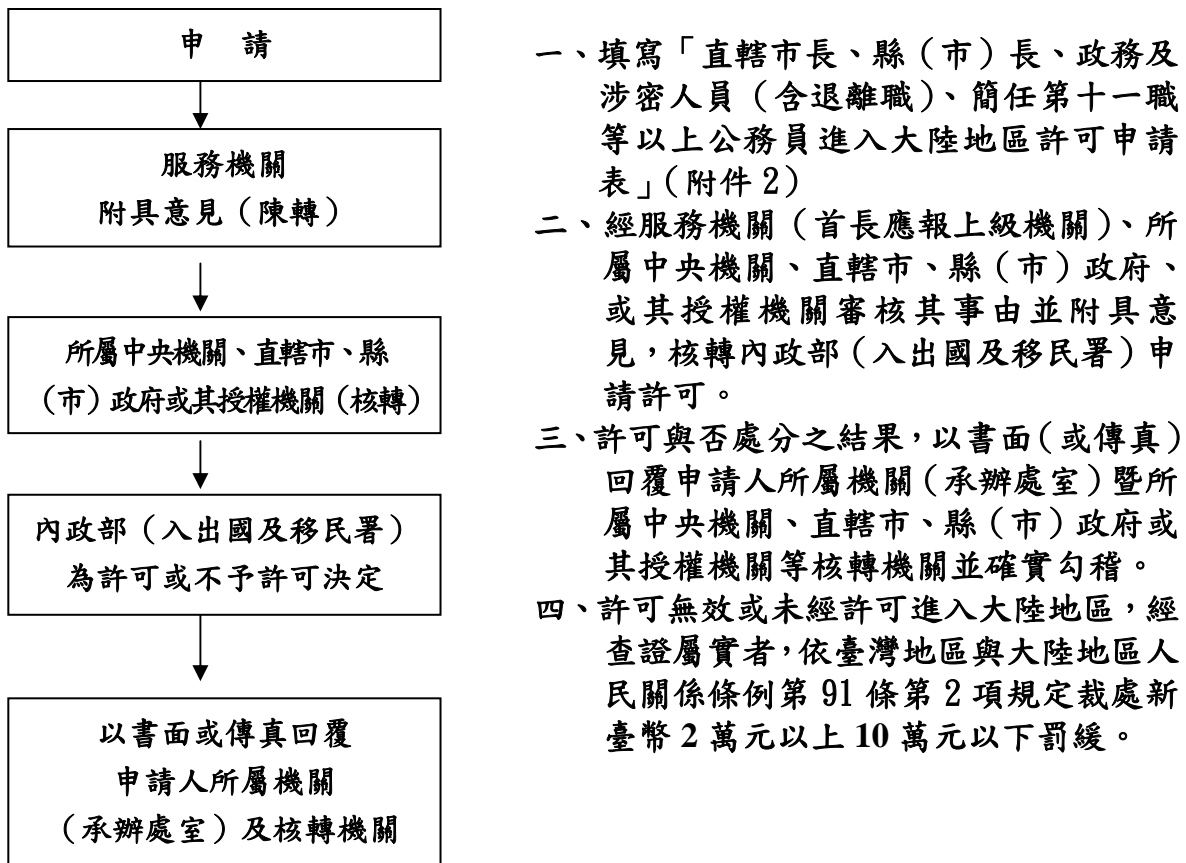 申 請
服務機關
附具意見（陳轉）
所屬中央機關、直轄市、縣
（市）政府或其授權機關（核轉）
內政部（入出國及移民署）
為許可或不予許可決定
以書面或傳真回覆
申請人所屬機關
（承辦處室）及核轉機關
一、填寫「直轄市長、縣（市）長、政務及
涉密人員（含退離職）、簡任第十一職
等以上公務員進入大陸地區許可申請
表」（附件 2）
二、經服務機關（首長應報上級機關）、所
屬中央機關、直轄市、縣（市）政府、
或其授權機關審核其事由並附具意
見，核轉內政部（入出國及移民署）申
請許可。
三、許可與否處分之結果，以書面（或傳真）
回覆申請人所屬機關（承辦處室）暨所
屬中央機關、直轄市、縣（市）政府或
其授權機關等核轉機關並確實勾稽。
四、許可無效或未經許可進入大陸地區，經
查證屬實者，依臺灣地區與大陸地區人
民關係條例第 91 條第 2 項規定裁處新
臺幣 2 萬元以上 10 萬元以下罰緩。